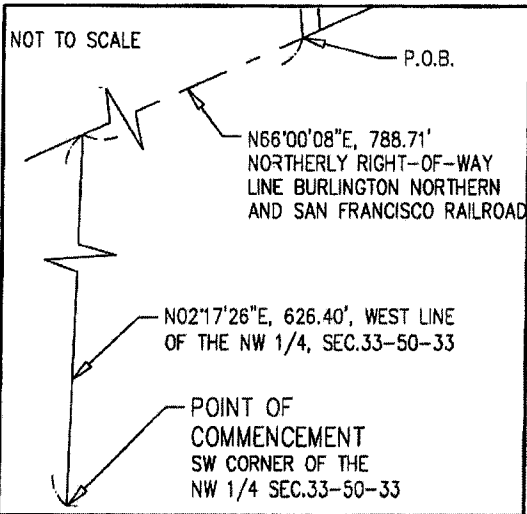 NOT TO SCALE
P.O.B.
N66°00'08"E, 788.71'
NORTHERLY RIGHT-OF-WAY
LINE BURLINGTON NORTHERN
AND SAN FRANCISCO RAILROAD
N02°17'26"E, 626.40', WEST LINE
OF THE NW 1/4, SEC.33-50-33
POINT OF
COMMENCEMENT
SW CORNER OF THE
NW 1/4 SEC.33-50-33